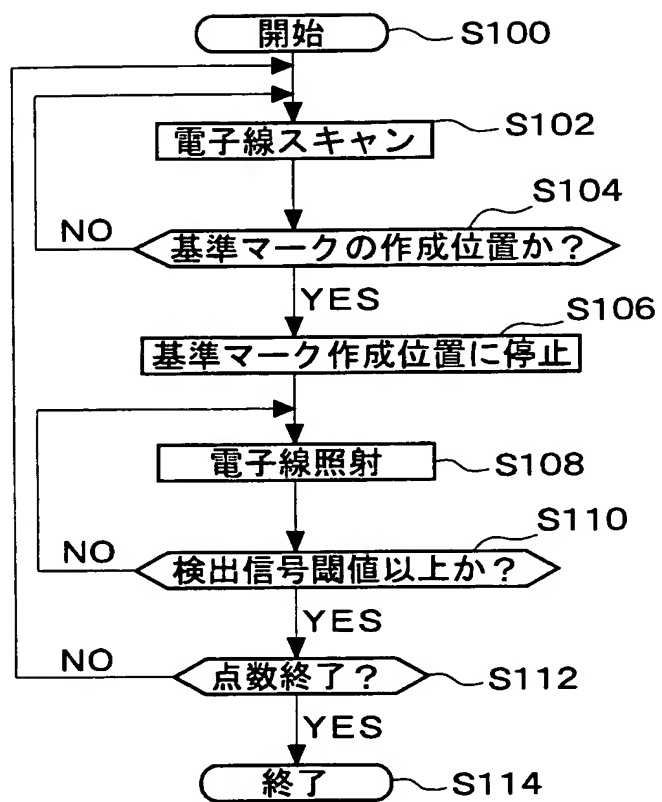 開始 S100
電子線スキャン S102
基準マークの作成位置か? S104
NO
YES
基準マーク作成位置に停止 S106
電子線照射 S108
検出信号閾値以上か? S110
NO
YES
点数終了? S112
NO
YES
終了 S114